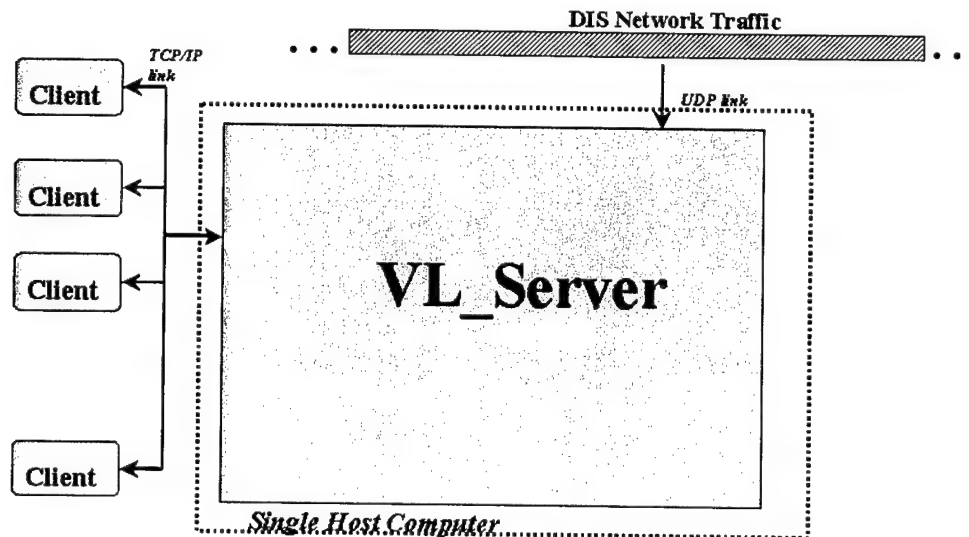 DIS Network Traffic
TCP/IP
link
UDP link
Client
Client
Client
Client
VL_Server
Single Host Computer